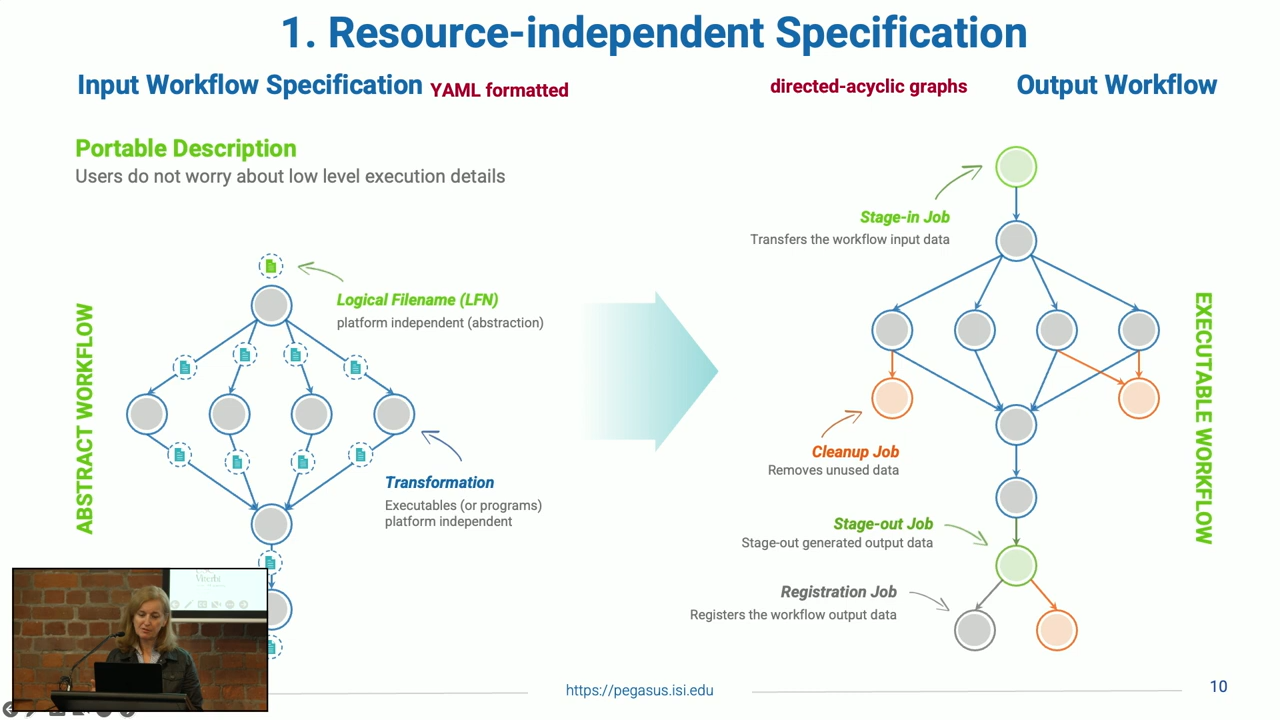 1. Resource-independent Specification
Input Workflow Specification YAML formatted
directed-acyclic graphs
Output Workflow
Portable Description
Users do not worry about low level execution details
ABSTRACT WORKFLOW
Logical Filename (LFN)
platform independent (abstraction)
Transformation
Executables (or programs)
platform independent
Stage-in Job
Transfers the workflow input data
Cleanup Job
Removes unused data
Stage-out Job
Stage-out generated output data
Registration Job
Registers the workflow output data
EXECUTABLE WORKFLOW
https://pegasus.isi.edu
10